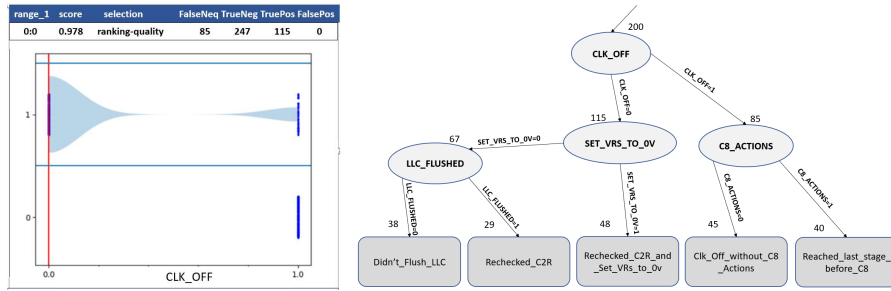 range_1 score selection FalseNeq TrueNeg TruePos FalsePos
0:0 0.978 ranking-quality 85 247 115 0
1
0
0.0 1.0
CLK_OFF
200
CLK_OFF
CLK_OFF=0
CLK_OFF=1
115
85
67
SET_VRS_TO_0V=0
SET_VRS_TO_0V
C8_ACTIONS
LLC_FLUSHED
LLC_FLUSHED=0
LLC_FLUSHED=1
SET_VRS_TO_0V=1
C8_ACTIONS=0
C8_ACTIONS=1
38
29
48
45
40
Didn't_Flush_LLC
Rechecked_C2R
Rechecked_C2R_and
_Set_VRs_to_0v
Clk_Off_without_C8
_Actions
Reached_last_stage_
before_C8